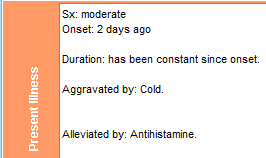 Present Illness
Sx: moderate
Onset: 2 days ago
Duration: has been constant since onset.
Aggravated by: Cold.
Alleviated by: Antihistamine.